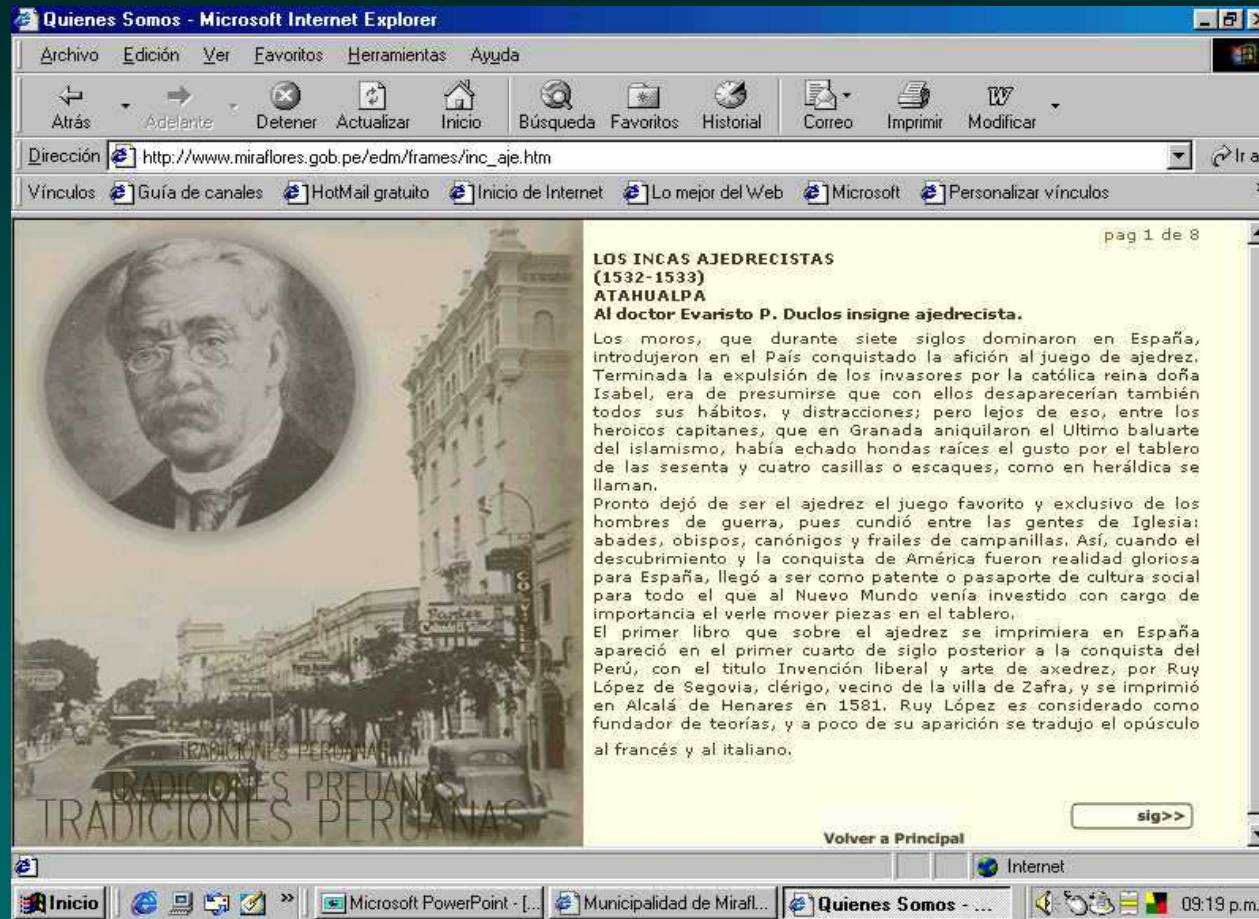 Quienes Somos - Microsoft Internet Explorer
Archivo Edición Ver Favoritos Herramientas Ayuda
Atrás Adelante Detener Actualizar Inicio Búsqueda Favoritos Historial Correo Imprimir Modificar
Dirección http://www.miraflores.gob.pe/edm/frames/inc_aje.htm Ir a
Vínculos Guía de canales HotMail gratuito Inicio de Internet Lo mejor del Web Microsoft Personalizar vínculos
pag 1 de 8
LOS INCAS AJEDRECISTAS
(1532-1533)
ATAHUALPA
Al doctor Evaristo P. Duclos insigne ajedrecista.
Los moros, que durante siete siglos dominaron en España,
introdujeron en el País conquistado la afición al juego de ajedrez.
Terminada la expulsión de los invasores por la católica reina doña
Isabel, era de presumirse que con ellos desaparecerían también
todos sus hábitos. y distracciones; pero lejos de eso, entre los
heroicos capitanes, que en Granada aniquilaron el Ultimo baluarte
del islamismo, había echado hondas raíces el gusto por el tablero
de las sesenta y cuatro casillas o escaques, como en heráldica se
llaman.
Pronto dejó de ser el ajedrez el juego favorito y exclusivo de los
hombres de guerra, pues cundió entre las gentes de Iglesia:
abades, obispos, canónigos y frailes de campanillas. Así, cuando el
descubrimiento y la conquista de América fueron realidad gloriosa
para España, llegó a ser como patente o pasaporte de cultura social
para todo el que al Nuevo Mundo venía investido con cargo de
importancia el verle mover piezas en el tablero.
El primer libro que sobre el ajedrez se imprimiera en España
apareció en el primer cuarto de siglo posterior a la conquista del
Perú, con el titulo Invención liberal y arte de axedrez, por Ruy
López de Segovia, clérigo, vecino de la villa de Zafra, y se imprimió
en Alcalá de Henares en 1581. Ruy López es considerado como
fundador de teorías, y a poco de su aparición se tradujo el opúsculo
al francés y al italiano.
TRADICIONES PERUANAS
TRADICIONES PREUANAS
TRADICIONES PERUANAS
sig>>
Volver a Principal
Internet
Inicio » Microsoft PowerPoint - [... Municipalidad de Mirafl... Quienes Somos - ... 09:19 p.m.